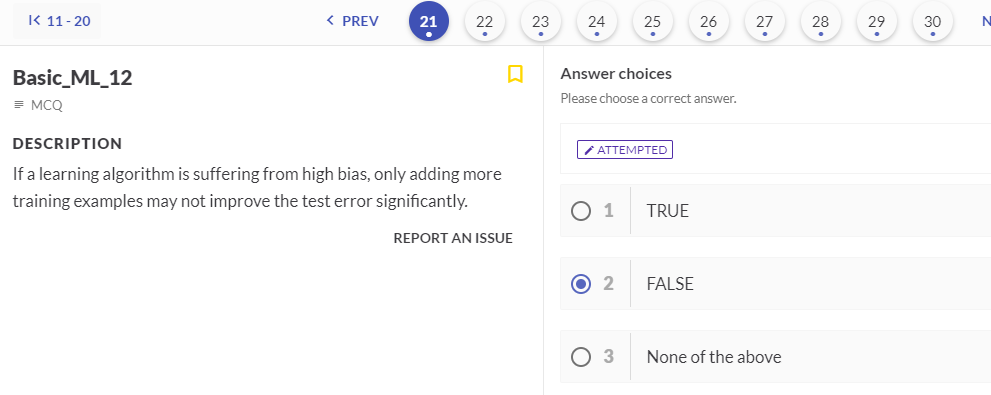 11 - 20
PREV
21
22
23
24
25
26
27
28
29
30
N
Basic_ML_12
MCQ
DESCRIPTION
If a learning algorithm is suffering from high bias, only adding more
training examples may not improve the test error significantly.
REPORT AN ISSUE
Answer choices
Please choose a correct answer.
ATTEMPTED
1 TRUE
2 FALSE
3 None of the above